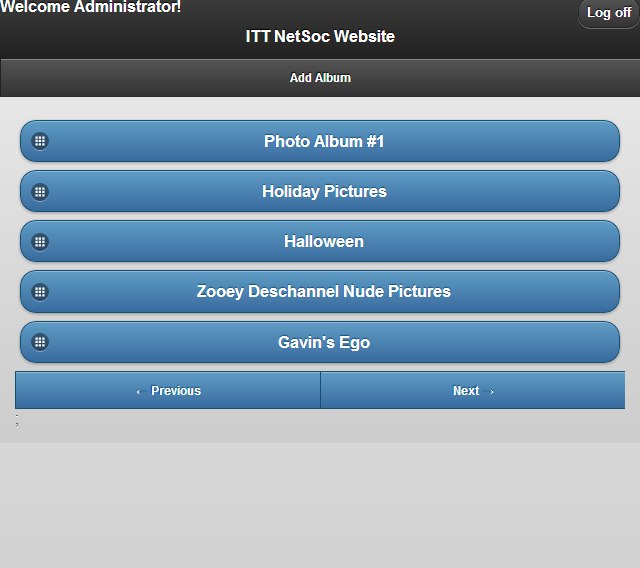 Welcome Administrator!
Log off
ITT NetSoc Website
Add Album
Photo Album #1
Holiday Pictures
Halloween
Zooey Deschannel Nude Pictures
Gavin's Ego
← Previous
Next →
;